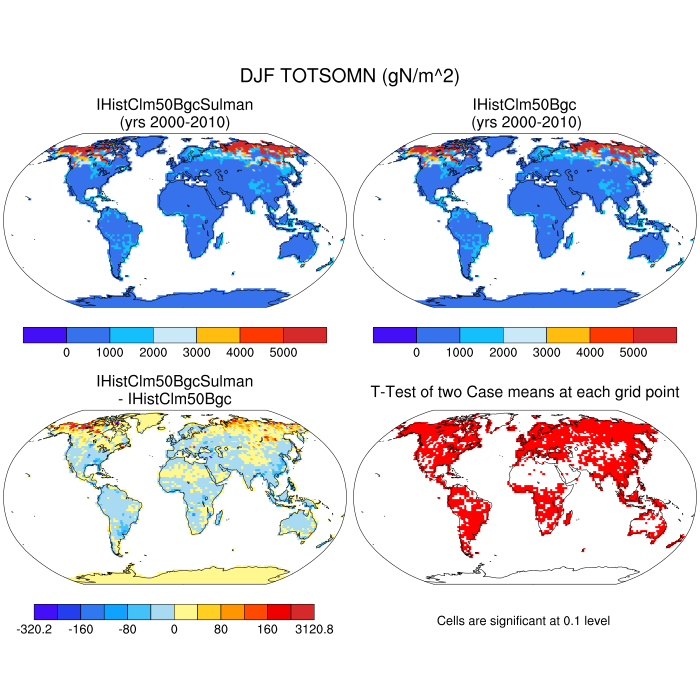 DJF TOTSOMN (gN/m^2)
IHistClm50BgcSulman
(yrs 2000-2010)
IHistClm50Bgc
(yrs 2000-2010)
0 1000 2000 3000 4000 5000
0 1000 2000 3000 4000 5000
IHistClm50BgcSulman
- IHistClm50Bgc
T-Test of two Case means at each grid point
-320.2 -160 -80 0 80 160 3120.8
Cells are significant at 0.1 level